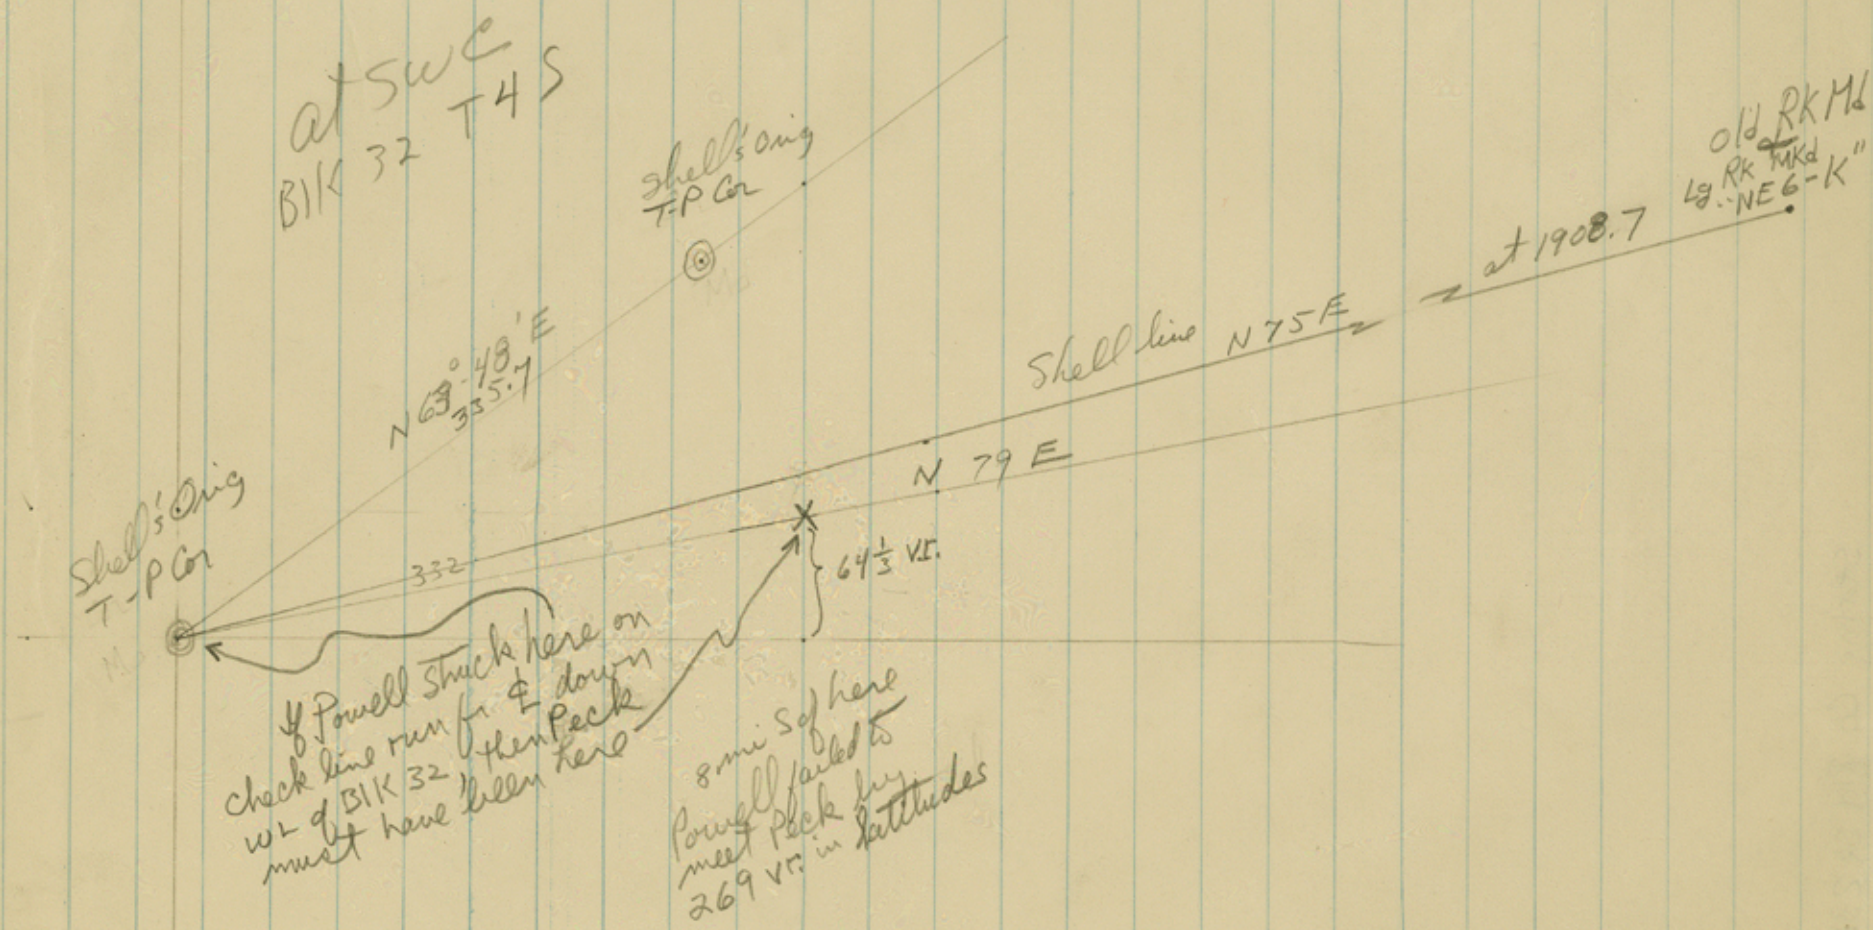 at SWC
Blk 32 T4S
Shell's Orig
T-P Cor
old RK Md
Lg Rk Mkd
"NE 6-K"
at 1908.7
N 63°-48' E
335.7
Shell line N 75 E
N 79 E
Shell's Orig
T-P Cor
332
64 1/3 vr.
If Powell struck here on
check line run fr ⅊ down
WL of Blk 32, then Peck
must have been here
8 mi S of here
Powell failed to
meet Peck by
269 vr. in latitudes